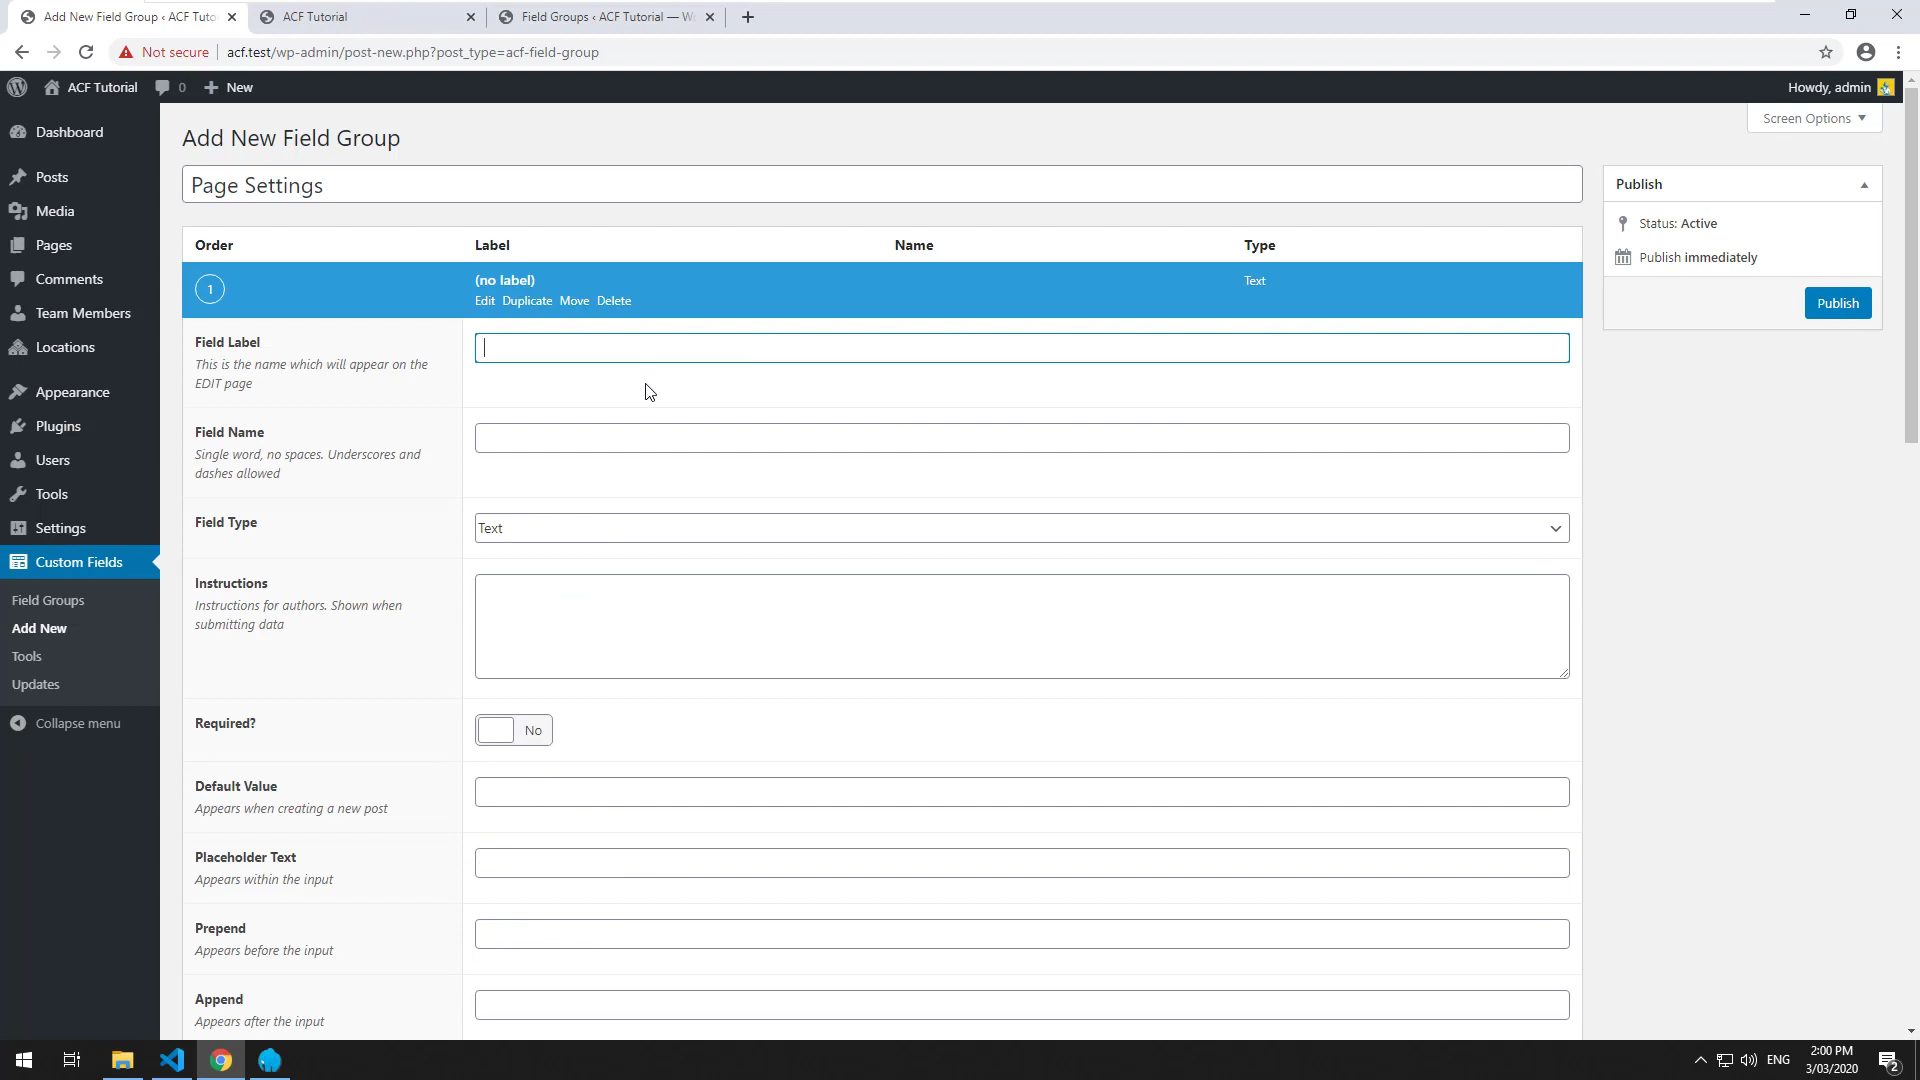 Add New Field Group ‹ ACF Tuto
ACF Tutorial
Field Groups ‹ ACF Tutorial — W
Not secure
acf.test/wp-admin/post-new.php?post_type=acf-field-group
ACF Tutorial
0
New
Howdy, admin
Screen Options
Dashboard
Posts
Media
Pages
Comments
Team Members
Locations
Appearance
Plugins
Users
Tools
Settings
Custom Fields
Field Groups
Add New
Tools
Updates
Collapse menu
Add New Field Group
Page Settings
Order Label Name Type
1 (no label) Text
Edit Duplicate Move Delete
Field Label
This is the name which will appear on the
EDIT page
Field Name
Single word, no spaces. Underscores and
dashes allowed
Field Type
Text
Instructions
Instructions for authors. Shown when
submitting data
Required?
No
Default Value
Appears when creating a new post
Placeholder Text
Appears within the input
Prepend
Appears before the input
Append
Appears after the input
Publish
Status: Active
Publish immediately
Publish
ENG
2:00 PM
3/03/2020
2